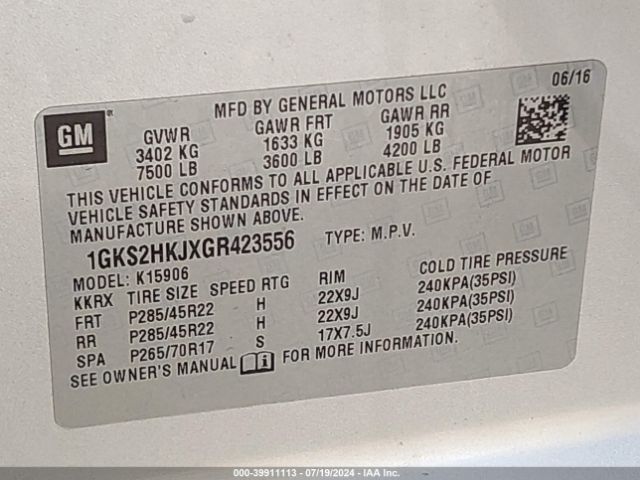 06/16
MFD BY GENERAL MOTORS LLC
GM
GVWR GAWR FRT GAWR RR
3402 KG 1633 KG 1905 KG
7500 LB 3600 LB 4200 LB
THIS VEHICLE CONFORMS TO ALL APPLICABLE U.S. FEDERAL MOTOR
VEHICLE SAFETY STANDARDS IN EFFECT ON THE DATE OF
MANUFACTURE SHOWN ABOVE.
1GKS2HKJXGR423556 TYPE: M.P.V.
MODEL: K15906
KKRX TIRE SIZE SPEED RTG RIM COLD TIRE PRESSURE
FRT P285/45R22 H 22X9J 240KPA(35PSI)
RR P285/45R22 H 22X9J 240KPA(35PSI)
SPA P265/70R17 S 17X7.5J 240KPA(35PSI)
SEE OWNER'S MANUAL FOR MORE INFORMATION.
000-39911113 - 07/19/2024 - IAA Inc.